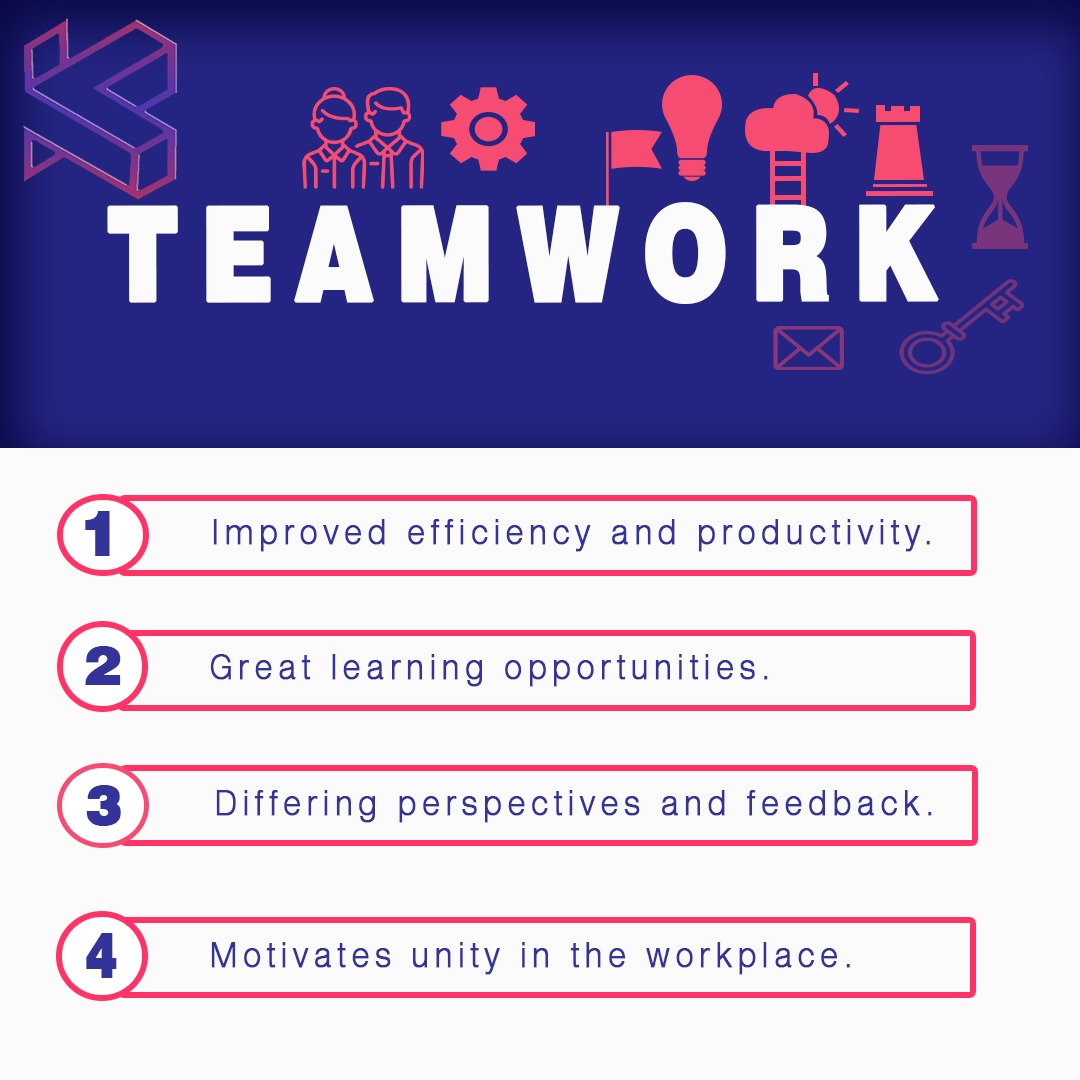 TEAMWORK
1 Improved efficiency and productivity.
2 Great learning opportunities.
3 Differing perspectives and feedback.
4 Motivates unity in the workplace.